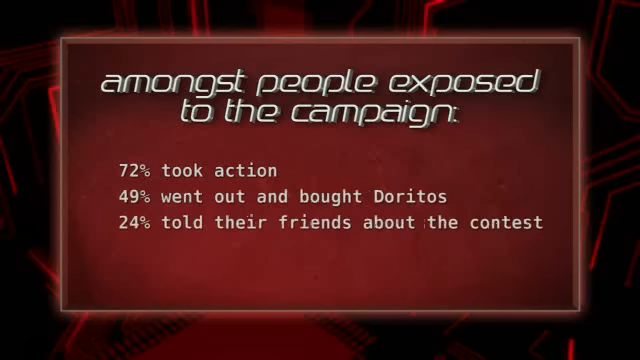 amongst people exposed
to the campaign:
72% took action
49% went out and bought Doritos
24% told their friends about the contest